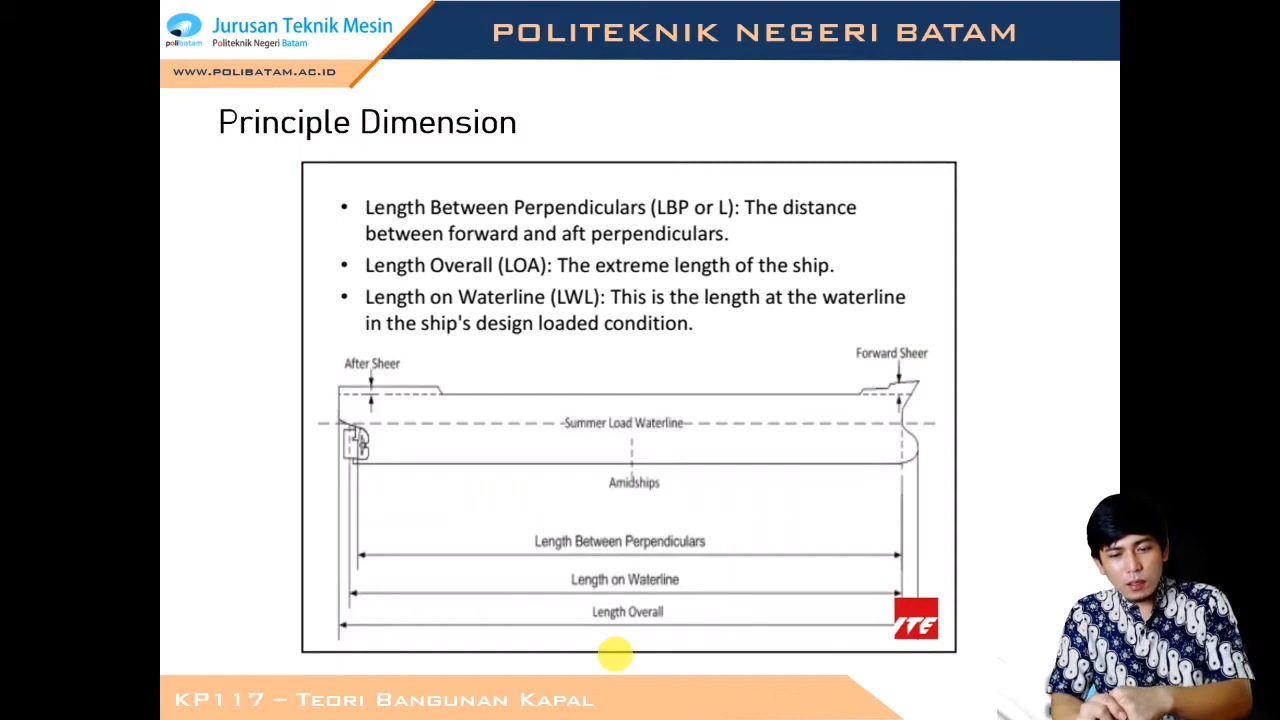 polibatam
Jurusan Teknik Mesin
Politeknik Negeri Batam
POLITEKNIK NEGERI BATAM
WWW.POLIBATAM.AC.ID
Principle Dimension
• Length Between Perpendiculars (LBP or L): The distance
between forward and aft perpendiculars.
• Length Overall (LOA): The extreme length of the ship.
• Length on Waterline (LWL): This is the length at the waterline
in the ship's design loaded condition.
After Sheer
Forward Sheer
Summer Load Waterline
Amidships
Length Between Perpendiculars
Length on Waterline
Length Overall
ITE
KP117 – TEORI BANGUNAN KAPAL